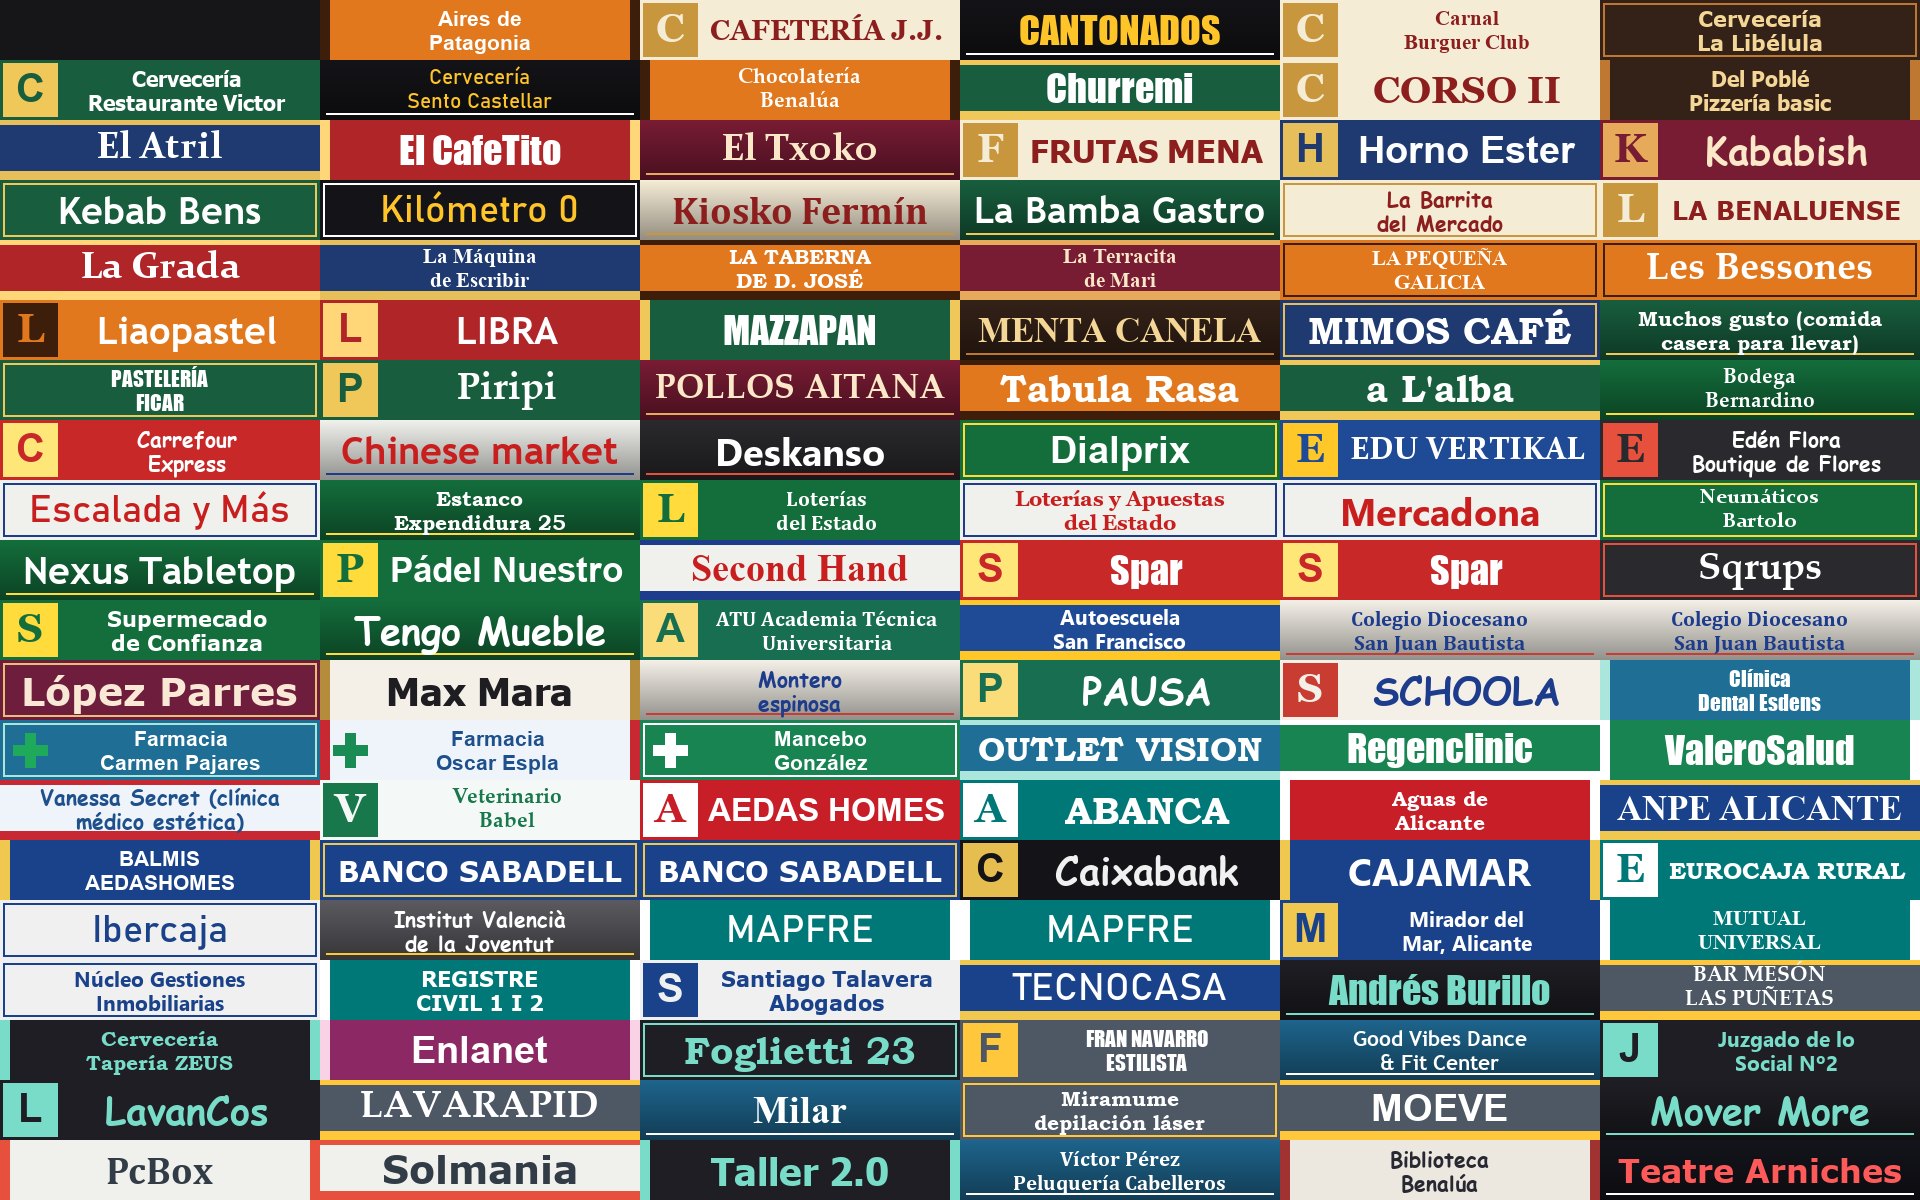 Aires de
Patagonia
C CAFETERÍA J.J.
CANTONADOS
C Carnal
Burguer Club
Cervecería
La Libélula
C Cervecería
Restaurante Victor
Cervecería
Sento Castellar
Chocolatería
Benalúa
Churremi
C CORSO II
Del Poblé
Pizzería basic
El Atril
El CafeTito
El Txoko
F FRUTAS MENA
H Horno Ester
K Kababish
Kebab Bens
Kilómetro 0
Kiosko Fermín
La Bamba Gastro
La Barrita
del Mercado
L LA BENALUENSE
La Grada
La Máquina
de Escribir
LA TABERNA
DE D. JOSÉ
La Terracita
de Mari
LA PEQUEÑA
GALICIA
Les Bessones
L Liaopastel
L LIBRA
MAZZAPAN
MENTA CANELA
MIMOS CAFÉ
Muchos gusto (comida
casera para llevar)
PASTELERÍA
FICAR
P Piripi
POLLOS AITANA
Tabula Rasa
a L'alba
Bodega
Bernardino
C Carrefour
Express
Chinese market
Deskanso
Dialprix
E EDU VERTIKAL
E Edén Flora
Boutique de Flores
Escalada y Más
Estanco
Expendidura 25
L Loterías
del Estado
Loterías y Apuestas
del Estado
Mercadona
Neumáticos
Bartolo
Nexus Tabletop
P Pádel Nuestro
Second Hand
S Spar
S Spar
Sqrups
S Supermecado
de Confianza
Tengo Mueble
A ATU Academia Técnica
Universitaria
Autoescuela
San Francisco
Colegio Diocesano
San Juan Bautista
Colegio Diocesano
San Juan Bautista
López Parres
Max Mara
Montero
espinosa
P PAUSA
S SCHOOLA
Clínica
Dental Esdens
Farmacia
Carmen Pajares
Farmacia
Oscar Espla
Mancebo
González
OUTLET VISION
Regenclinic
ValeroSalud
Vanessa Secret (clínica
médico estética)
V Veterinario
Babel
A AEDAS HOMES
A ABANCA
Aguas de
Alicante
ANPE ALICANTE
BALMIS
AEDASHOMES
BANCO SABADELL
BANCO SABADELL
C Caixabank
CAJAMAR
E EUROCAJA RURAL
Ibercaja
Institut Valencià
de la Joventut
MAPFRE
MAPFRE
M Mirador del
Mar, Alicante
MUTUAL
UNIVERSAL
Núcleo Gestiones
Inmobiliarias
REGISTRE
CIVIL 1 I 2
S Santiago Talavera
Abogados
TECNOCASA
Andrés Burillo
BAR MESÓN
LAS PUÑETAS
Cervecería
Tapería ZEUS
Enlanet
Foglietti 23
F FRAN NAVARRO
ESTILISTA
Good Vibes Dance
& Fit Center
J Juzgado de lo
Social Nº2
L LavanCos
LAVARAPID
Milar
Miramume
depilación láser
MOEVE
Mover More
PcBox
Solmania
Taller 2.0
Víctor Pérez
Peluquería Cabelleros
Biblioteca
Benalúa
Teatre Arniches